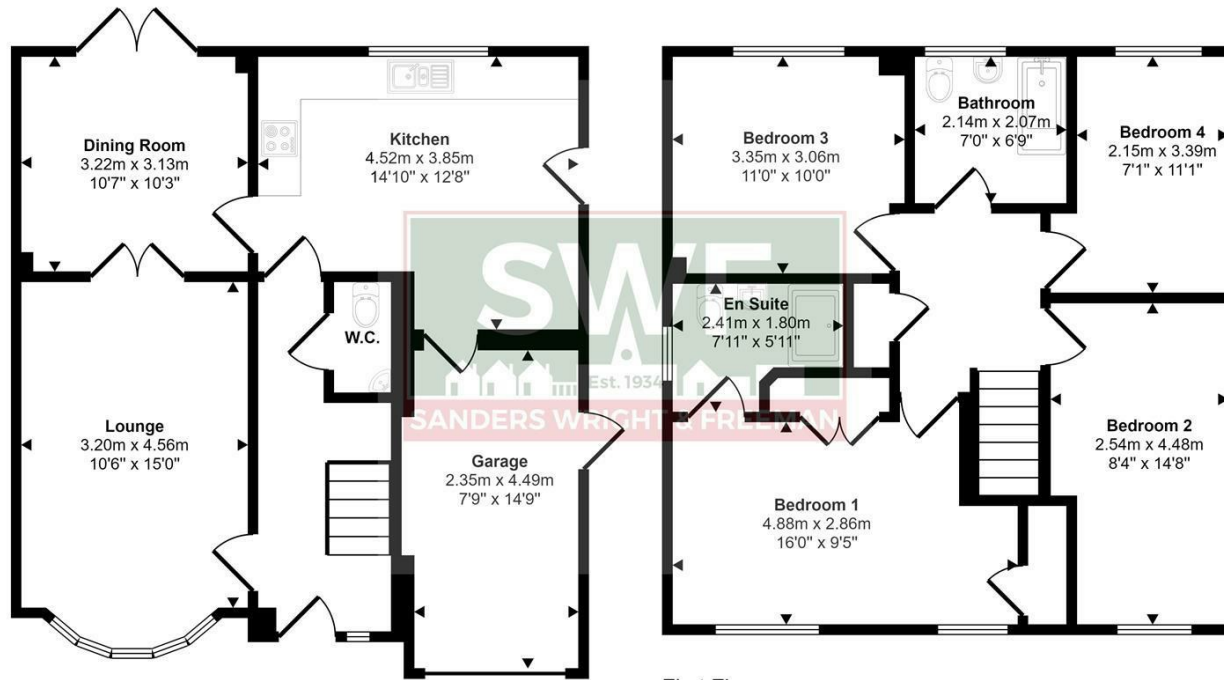 Dining Room
3.22m x 3.13m
10'7" x 10'3"
Kitchen
4.52m x 3.85m
14'10" x 12'8"
W.C.
Lounge
3.20m x 4.56m
10'6" x 15'0"
Garage
2.35m x 4.49m
7'9" x 14'9"
Bedroom 3
3.35m x 3.06m
11'0" x 10'0"
Bathroom
2.14m x 2.07m
7'0" x 6'9"
Bedroom 4
2.15m x 3.39m
7'1" x 11'1"
En Suite
2.41m x 1.80m
7'11" x 5'11"
Bedroom 1
4.88m x 2.86m
16'0" x 9'5"
Bedroom 2
2.54m x 4.48m
8'4" x 14'8"
SWF
Est. 1934
SANDERS WRIGHT & FREEMAN